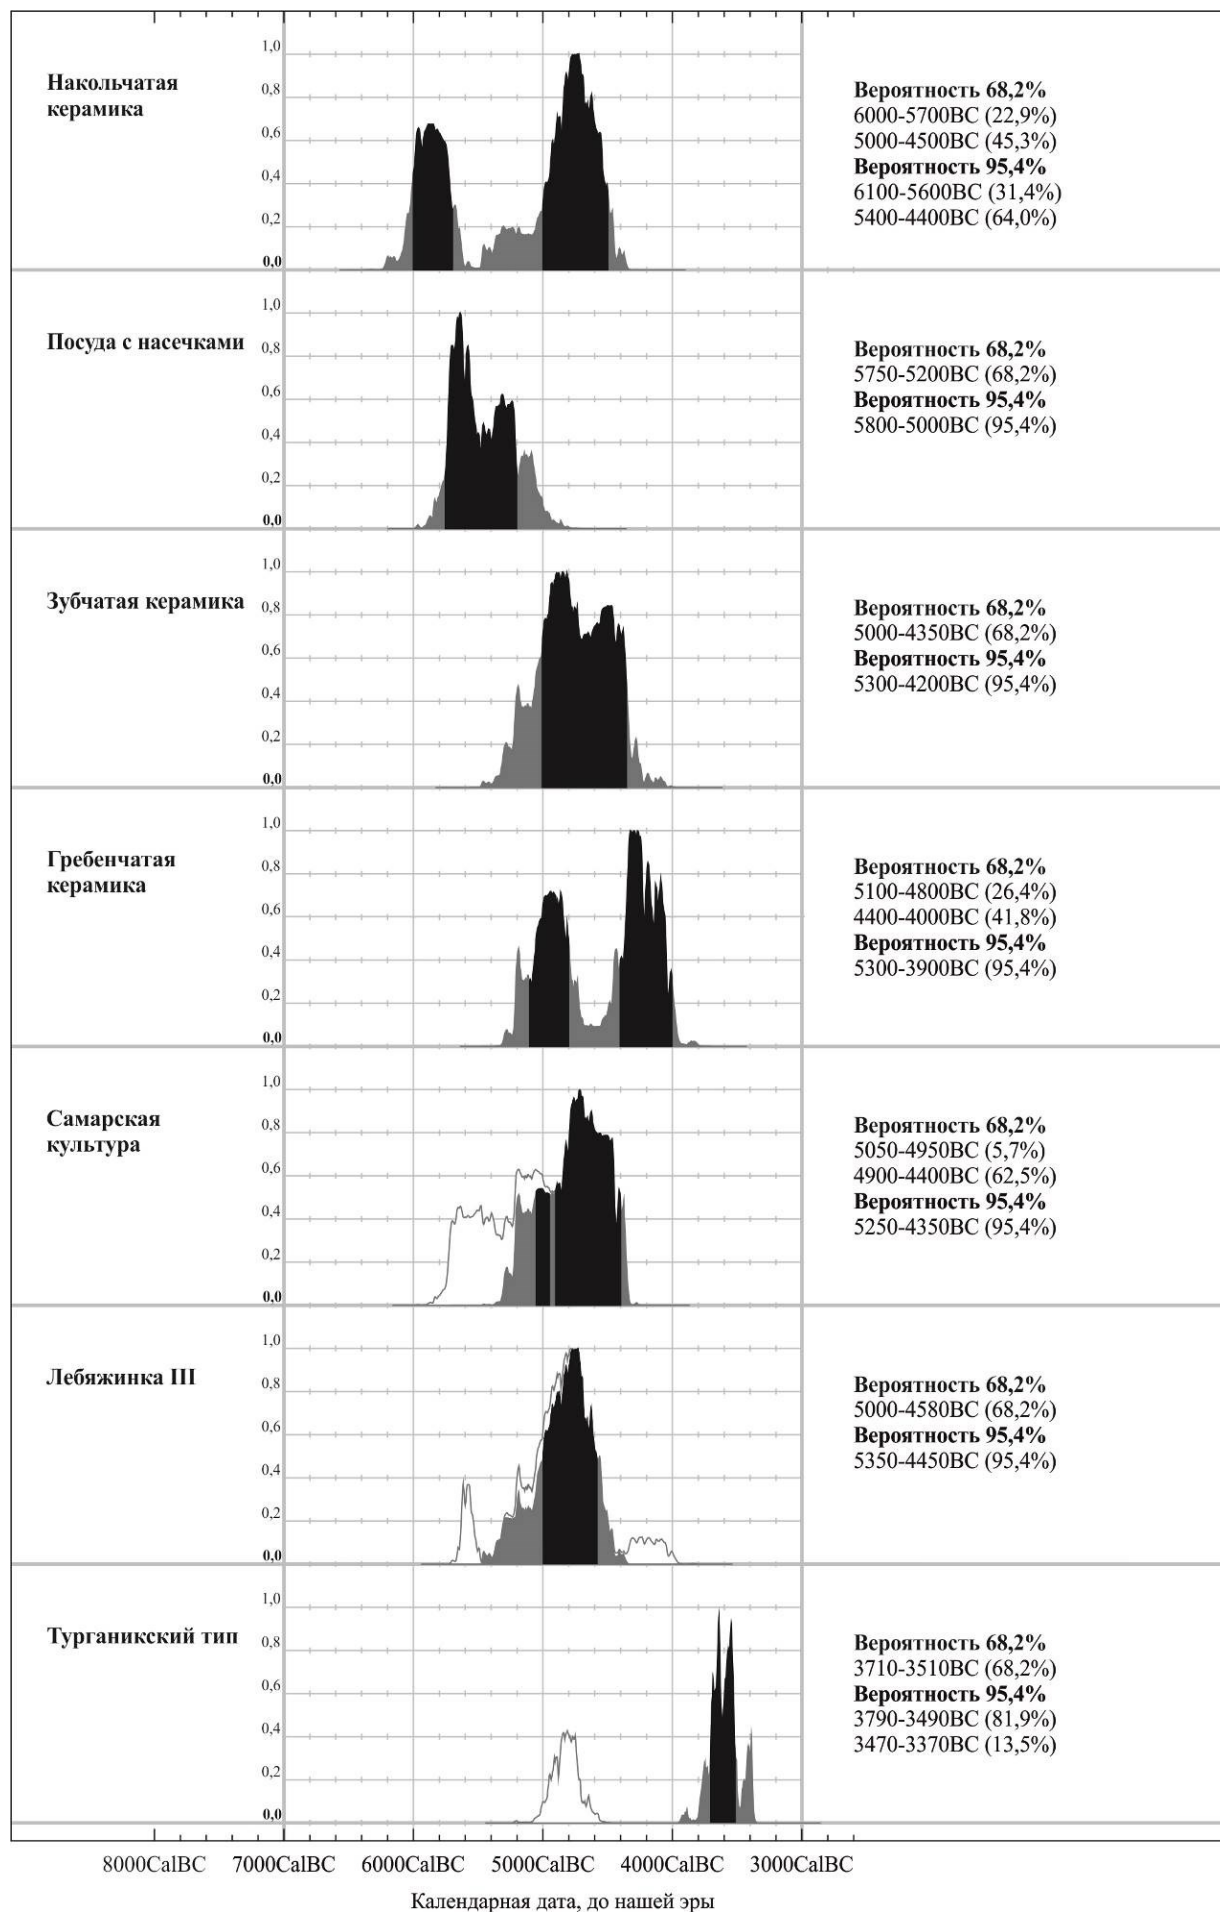 Накольчатая
керамика
1,0
0,8
0,6
0,4
0,2
0,0
Вероятность 68,2%
6000-5700BC (22,9%)
5000-4500BC (45,3%)
Вероятность 95,4%
6100-5600BC (31,4%)
5400-4400BC (64,0%)
Посуда с насечками
1,0
0,8
0,6
0,4
0,2
0,0
Вероятность 68,2%
5750-5200BC (68,2%)
Вероятность 95,4%
5800-5000BC (95,4%)
Зубчатая керамика
1,0
0,8
0,6
0,4
0,2
0,0
Вероятность 68,2%
5000-4350BC (68,2%)
Вероятность 95,4%
5300-4200BC (95,4%)
Гребенчатая
керамика
1,0
0,8
0,6
0,4
0,2
0,0
Вероятность 68,2%
5100-4800BC (26,4%)
4400-4000BC (41,8%)
Вероятность 95,4%
5300-3900BC (95,4%)
Самарская
культура
1,0
0,8
0,6
0,4
0,2
0,0
Вероятность 68,2%
5050-4950BC (5,7%)
4900-4400BC (62,5%)
Вероятность 95,4%
5250-4350BC (95,4%)
Лебяжинка III
1,0
0,8
0,6
0,4
0,2
0,0
Вероятность 68,2%
5000-4580BC (68,2%)
Вероятность 95,4%
5350-4450BC (95,4%)
Турганикский тип
1,0
0,8
0,6
0,4
0,2
0,0
Вероятность 68,2%
3710-3510BC (68,2%)
Вероятность 95,4%
3790-3490BC (81,9%)
3470-3370BC (13,5%)
8000CalBC 7000CalBC 6000CalBC 5000CalBC 4000CalBC 3000CalBC
Календарная дата, до нашей эры